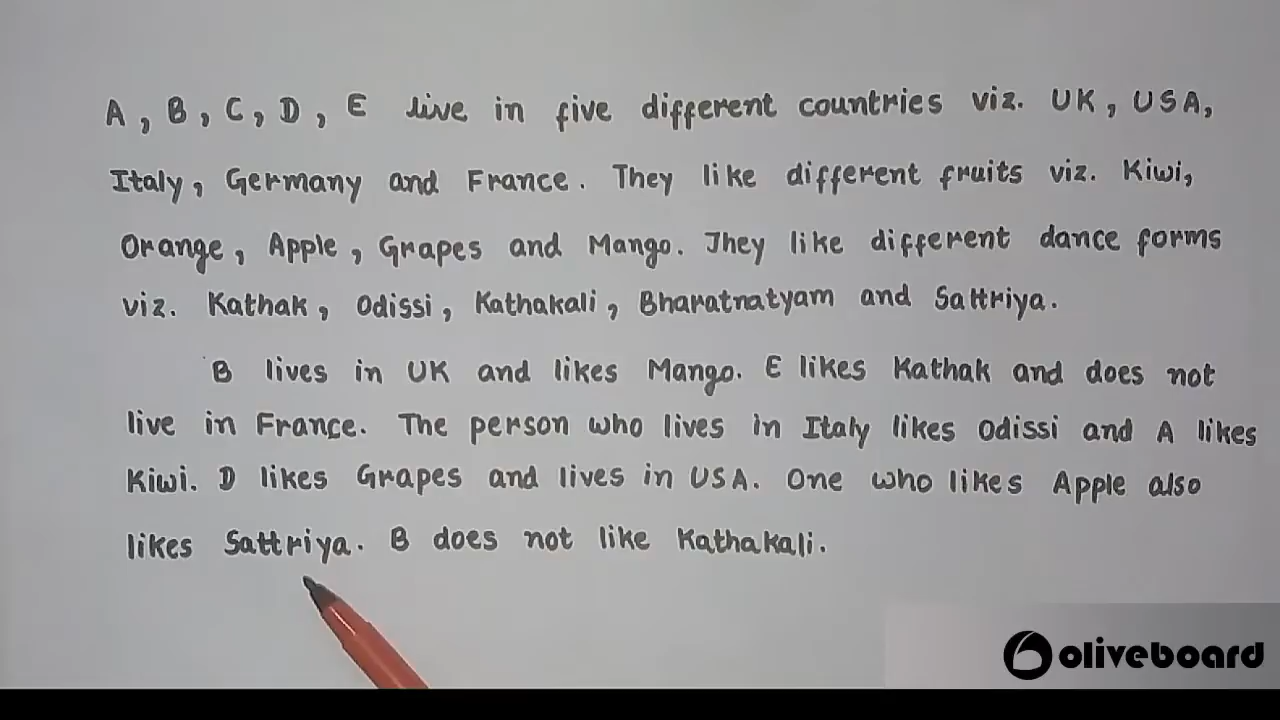 A, B, C, D, E live in five different countries viz. UK, USA,
Italy, Germany and France. They like different fruits viz. Kiwi,
Orange, Apple, Grapes and Mango. They like different dance forms
viz. Kathak, Odissi, Kathakali, Bharatnatyam and Sattriya.
B lives in UK and likes Mango. E likes Kathak and does not
live in France. The person who lives in Italy likes Odissi and A likes
Kiwi. D likes Grapes and lives in USA. One who likes Apple also
likes Sattriya. B does not like Kathakali.
oliveboard